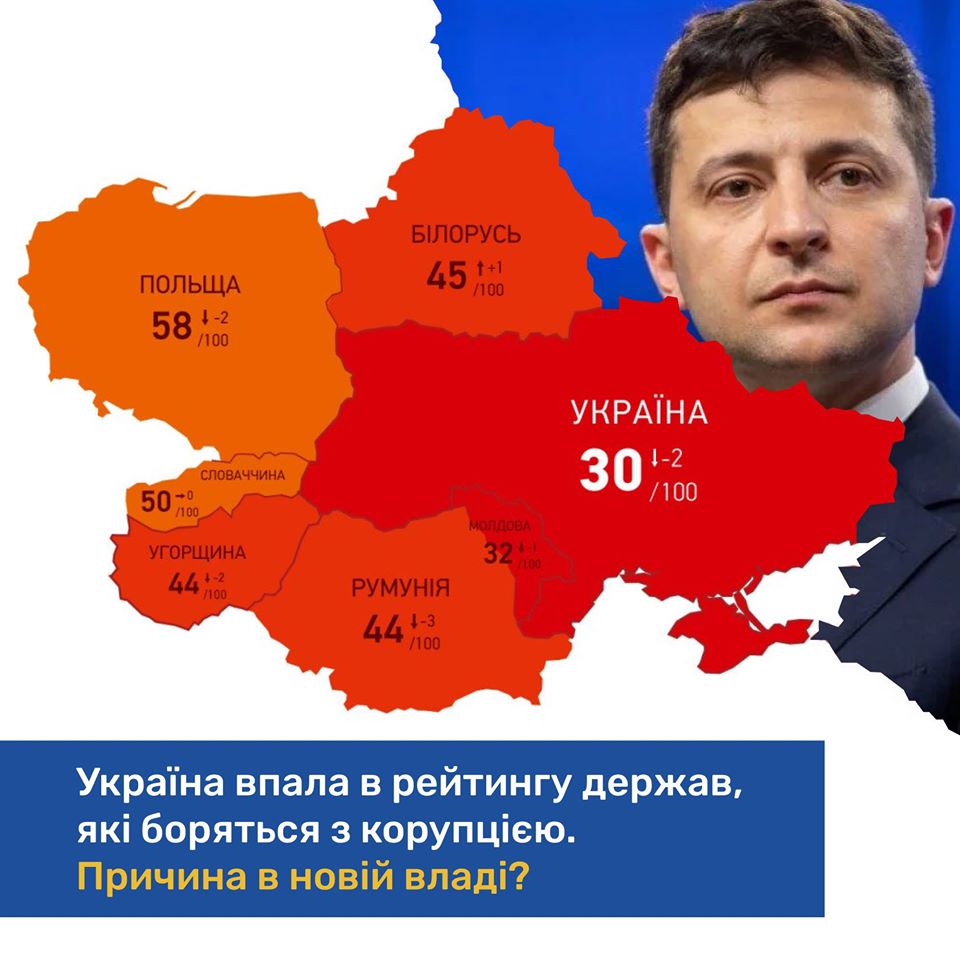 ПОЛЬЩА
58 ↓-2
/100
БІЛОРУСЬ
45 ↑+1
/100
УКРАЇНА
30 ↓-2
/100
СЛОВАЧЧИНА
50 →0
/100
УГОРЩИНА
44 ↓-2
/100
РУМУНІЯ
44 ↓-3
/100
МОЛДОВА
32 ↓-1
/100
Україна впала в рейтингу держав,
які боряться з корупцією.
Причина в новій владі?